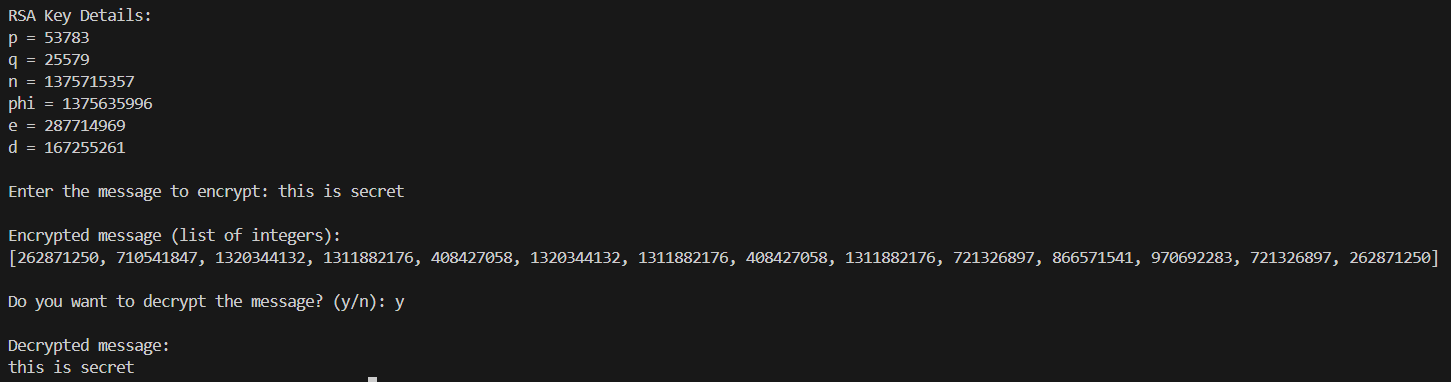 RSA Key Details:
p = 53783
q = 25579
n = 1375715357
phi = 1375635996
e = 287714969
d = 167255261
Enter the message to encrypt: this is secret
Encrypted message (list of integers):
[262871250, 710541847, 1320344132, 1311882176, 408427058, 1320344132, 1311882176, 408427058, 1311882176, 721326897, 866571541, 970692283, 721326897, 262871250]
Do you want to decrypt the message? (y/n): y
Decrypted message:
this is secret